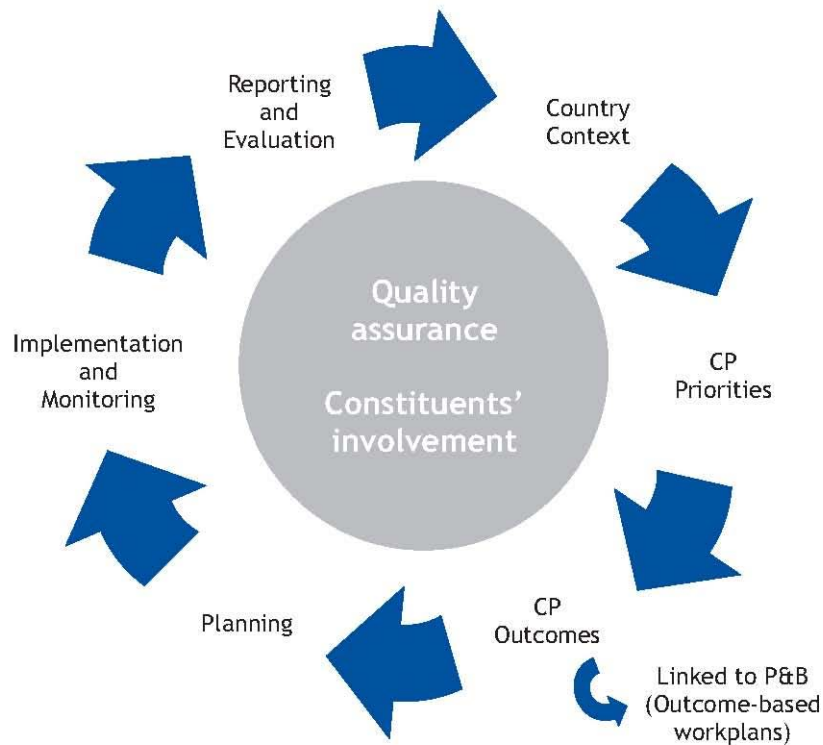 Reporting
and
Evaluation
Country
Context
CP
Priorities
CP
Outcomes
Linked to P&B
(Outcome-based
workplans)
Planning
Implementation
and
Monitoring
Quality
assurance
Constituents'
involvement